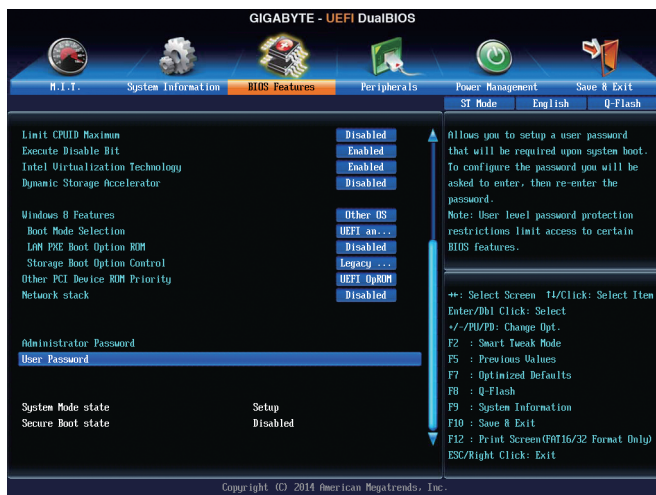 GIGABYTE - UEFI DualBIOS
M.I.T.
System Information
BIOS Features
Peripherals
Power Management
Save & Exit
ST Mode
English
Q-Flash
Limit CPUID Maximum Disabled
Execute Disable Bit Enabled
Intel Virtualization Technology Enabled
Dynamic Storage Accelerator Disabled
Windows 8 Features Other OS
Boot Mode Selection UEFI an...
LAN PXE Boot Option ROM Disabled
Storage Boot Option Control Legacy ...
Other PCI Device ROM Priority UEFI OpROM
Network stack Disabled
Administrator Password
User Password
System Mode state Setup
Secure Boot state Disabled
Allows you to setup a user password
that will be required upon system boot.
To configure the password you will be
asked to enter, then re-enter the
password.
Note: User level password protection
restrictions limit access to certain
BIOS features.
↔: Select Screen ↑↓/Click: Select Item
Enter/Dbl Click: Select
+/-/PU/PD: Change Opt.
F2 : Smart Tweak Mode
F5 : Previous Values
F7 : Optimized Defaults
F8 : Q-Flash
F9 : System Information
F10 : Save & Exit
F12 : Print Screen(FAT16/32 Format Only)
ESC/Right Click: Exit
Copyright (C) 2014 American Megatrends, Inc.